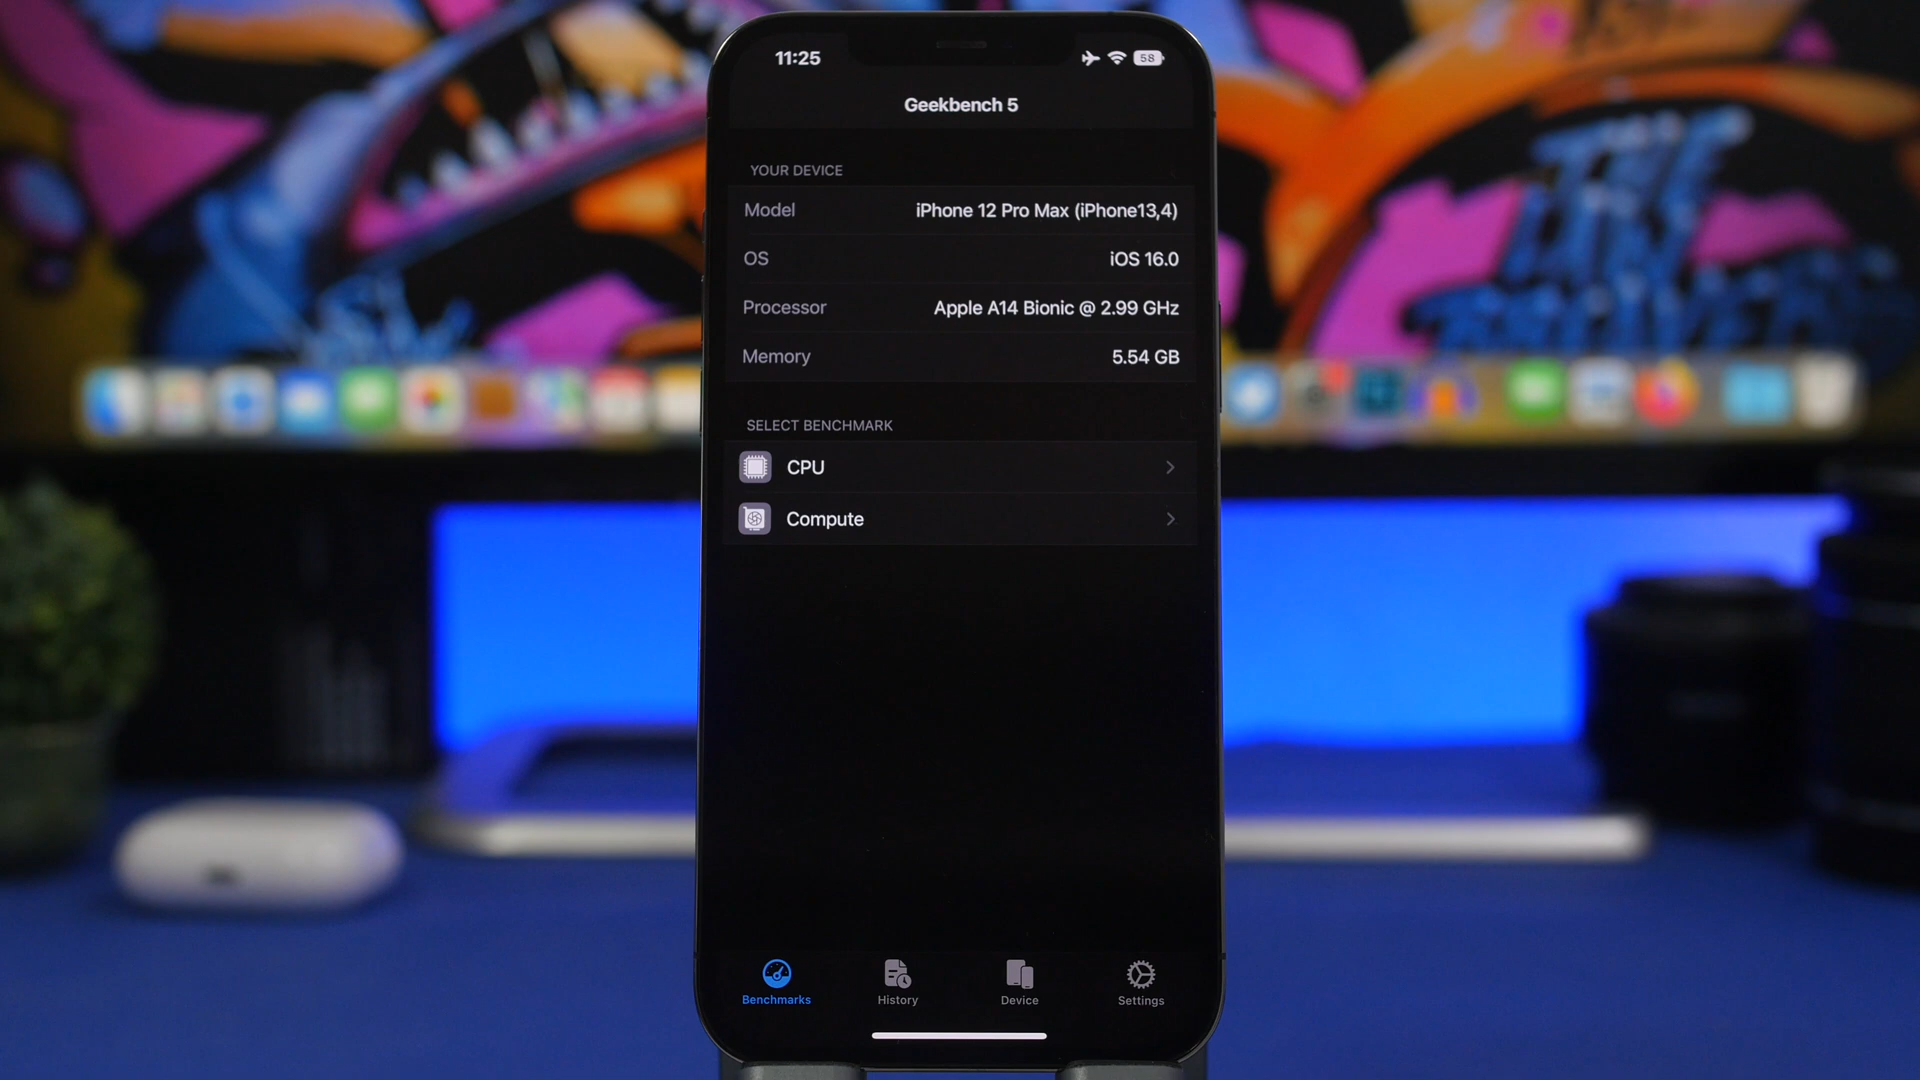 11:25
58
Geekbench 5
YOUR DEVICE
Model iPhone 12 Pro Max (iPhone13,4)
OS iOS 16.0
Processor Apple A14 Bionic @ 2.99 GHz
Memory 5.54 GB
SELECT BENCHMARK
CPU
Compute
Benchmarks History Device Settings